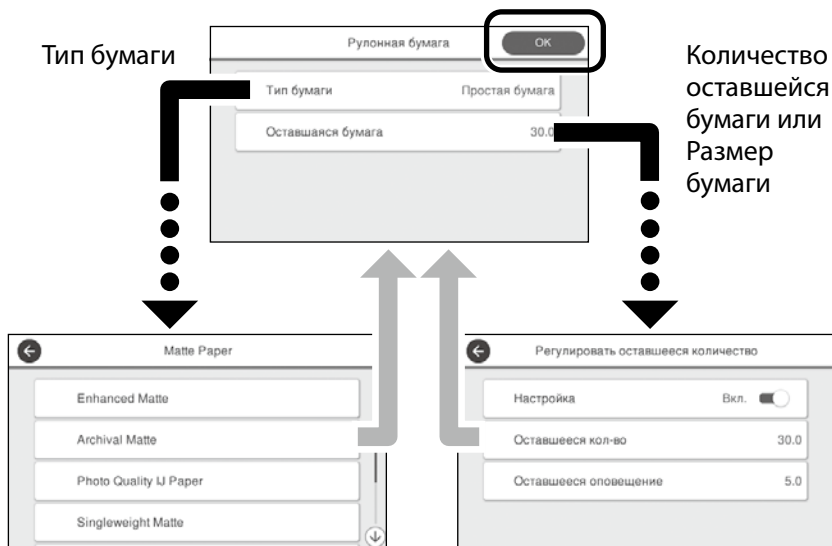 Тип бумаги
Рулонная бумага
OK
Тип бумаги
Простая бумага
Оставшаяся бумага
30.0
Количество
оставшейся
бумаги или
Размер
бумаги
Matte Paper
Enhanced Matte
Archival Matte
Photo Quality IJ Paper
Singleweight Matte
Регулировать оставшееся количество
Настройка
Вкл.
Оставшееся кол-во
30.0
Оставшееся оповещение
5.0